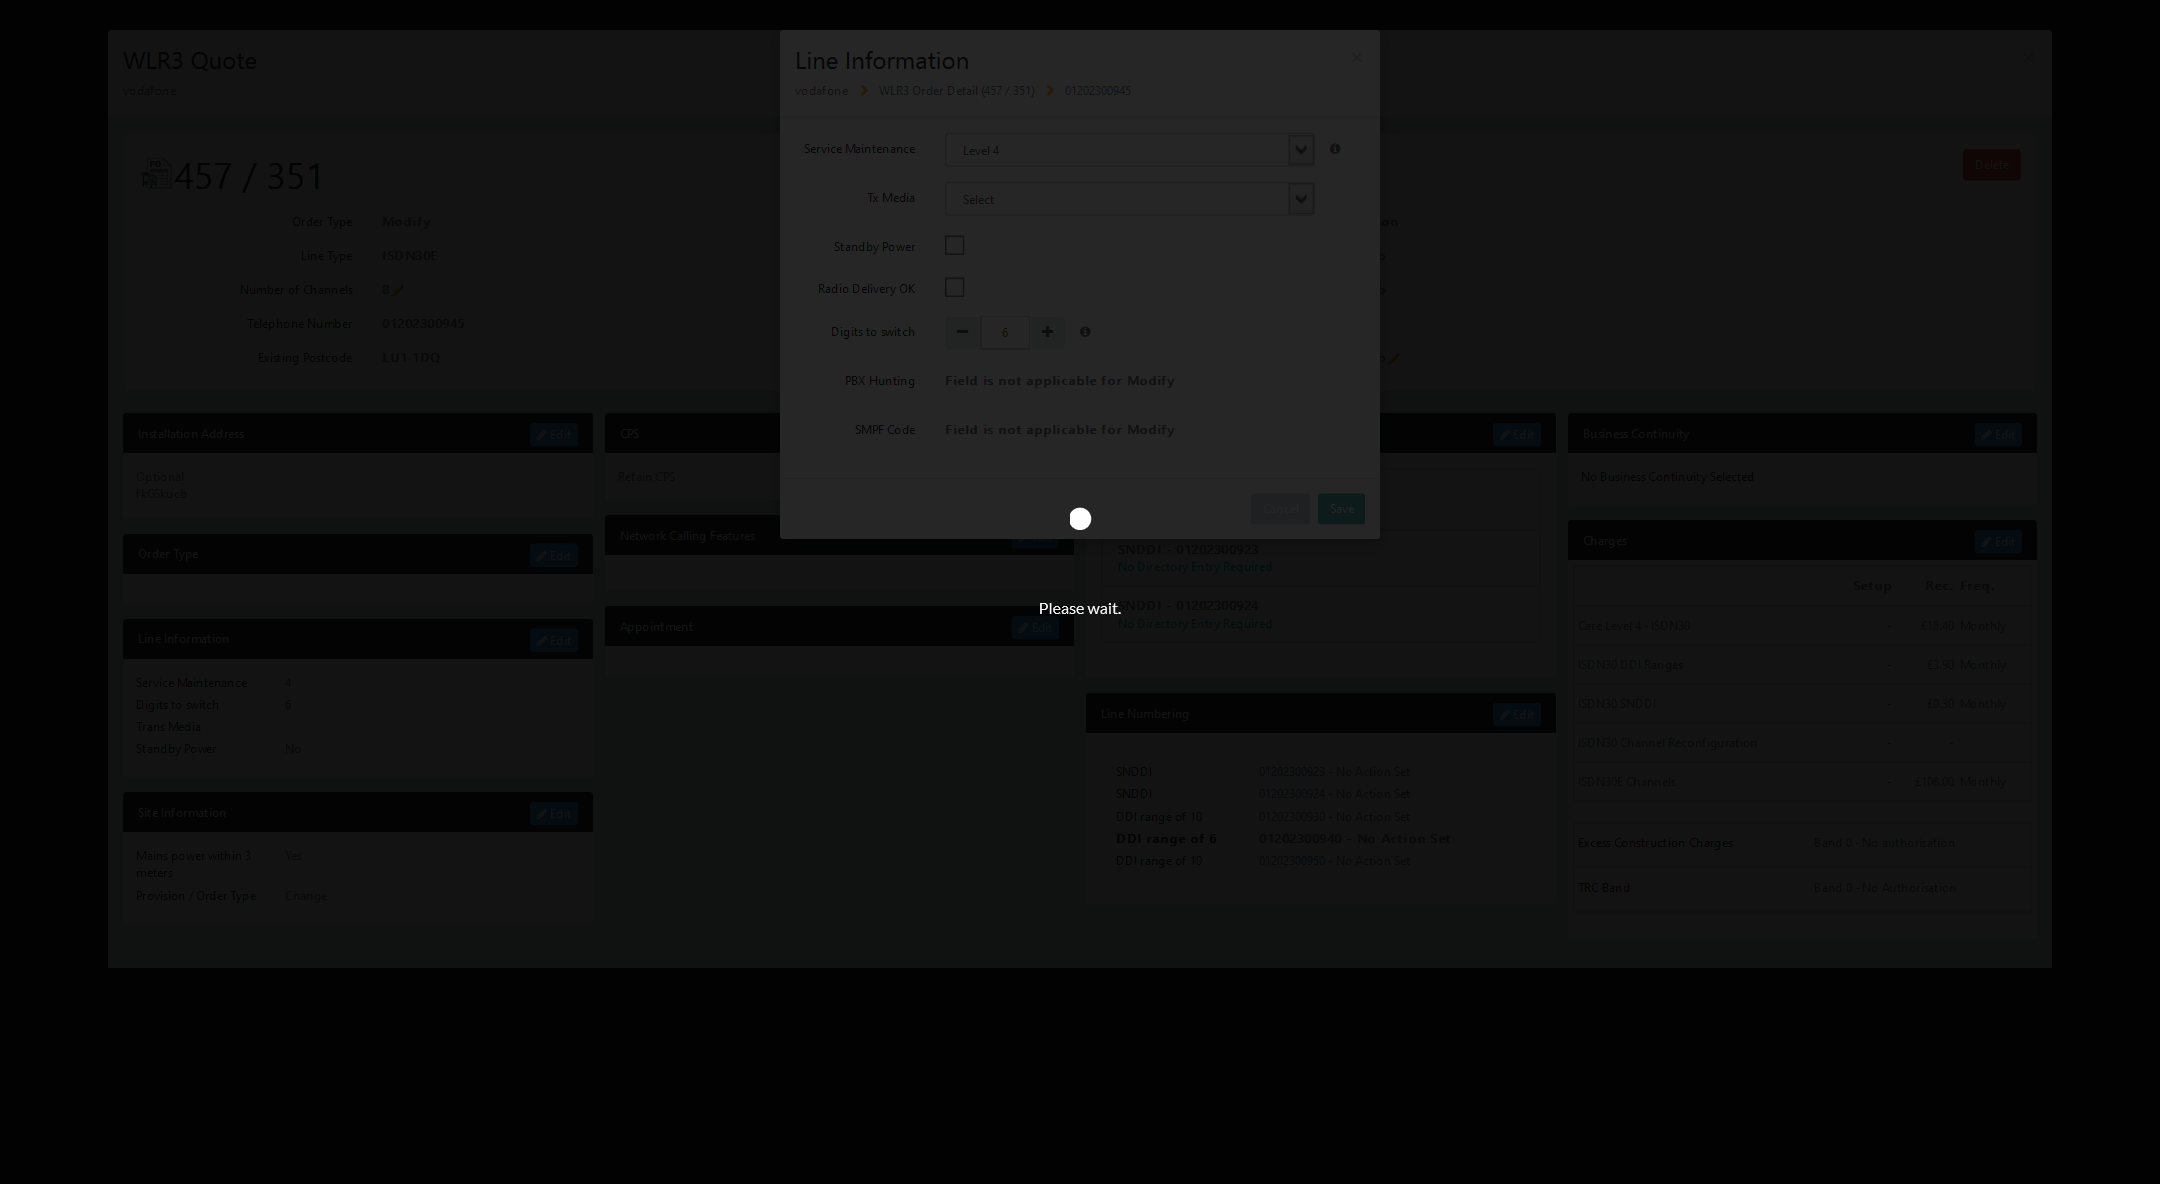 WLR3 Quote
vodafone
PO
457 / 351
Delete
Order Type Modify
Line Type ISDN30E
Number of Channels 8
Telephone Number 01202300945
Existing Postcode LU1 1DQ
Line Information
vodafone WLR3 Order Detail (457 / 351) 01202300945
Service Maintenance Level 4
Tx Media Select
Standby Power
Radio Delivery OK
Digits to switch 6
PBX Hunting Field is not applicable for Modify
SMPF Code Field is not applicable for Modify
Cancel Save
Please wait.
Installation Address Edit
Optional
Order Type Edit
Line Information Edit
Service Maintenance 4
Digits to switch 6
Trans Media
Standby Power No
Site Information Edit
Mains power within 3 Yes
meters
Provision / Order Type Change
CPS
Retain CPS
Network Calling Features
Appointment Edit
Edit
SNDDI - 01202300923
No Directory Entry Required
SNDDI - 01202300924
No Directory Entry Required
Line Numbering Edit
SNDDI 01202300923 - No Action Set
SNDDI 01202300924 - No Action Set
DDI range of 10 01202300930 - No Action Set
DDI range of 6 01202300940 - No Action Set
DDI range of 10 01202300950 - No Action Set
Business Continuity Edit
No Business Continuity Selected
Charges Edit
Setup Rec. Freq.
Care Level 4 - ISDN30 - £18.40 Monthly
ISDN30 DDI Ranges - £3.90 Monthly
ISDN30 SNDDI - £0.30 Monthly
ISDN30 Channel Reconfiguration - -
ISDN30E Channels - £108.00 Monthly
Excess Construction Charges Band 0 - No authorisation
TRC Band Band 0 - No Authorisation